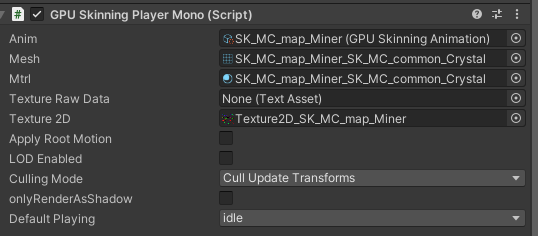 # GPU Skinning Player Mono (Script)
Anim SK_MC_map_Miner (GPU Skinning Animation)
Mesh SK_MC_map_Miner_SK_MC_common_Crystal
Mtrl SK_MC_map_Miner_SK_MC_common_Crystal
Texture Raw Data None (Text Asset)
Texture 2D Texture2D_SK_MC_map_Miner
Apply Root Motion
LOD Enabled
Culling Mode Cull Update Transforms
onlyRenderAsShadow
Default Playing idle